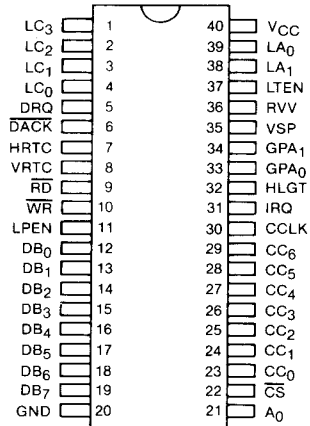 LC3 1 40 VCC
LC2 2 39 LA0
LC1 3 38 LA1
LC0 4 37 LTEN
DRQ 5 36 RVV
DACK 6 35 VSP
HRTC 7 34 GPA1
VRTC 8 33 GPA0
RD 9 32 HLGT
WR 10 31 IRQ
LPEN 11 30 CCLK
DB0 12 29 CC6
DB1 13 28 CC5
DB2 14 27 CC4
DB3 15 26 CC3
DB4 16 25 CC2
DB5 17 24 CC1
DB6 18 23 CC0
DB7 19 22 CS
GND 20 21 A0